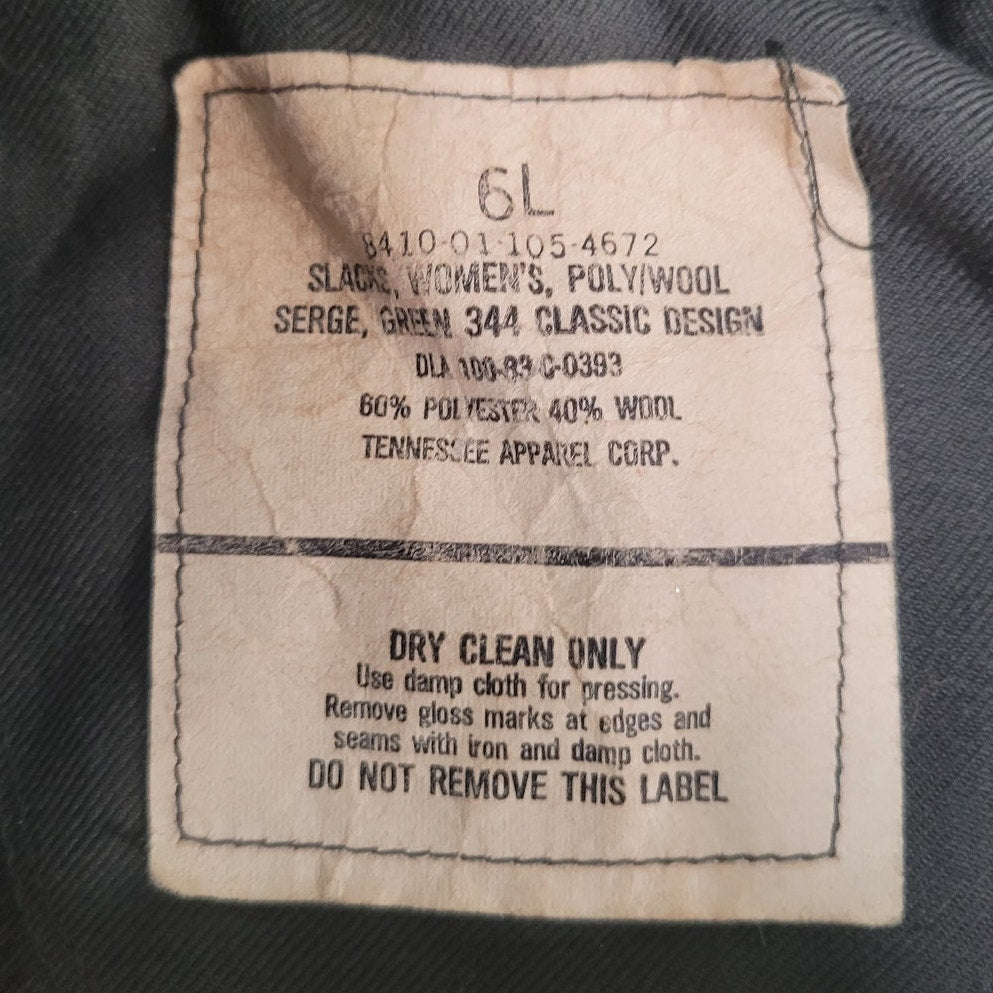 6L
8410-01-105-4672
SLACKS, WOMEN'S, POLY/WOOL
SERGE, GREEN 344 CLASSIC DESIGN
DLA 100-83-C-0393
60% POLYESTER 40% WOOL
TENNESSEE APPAREL CORP.
DRY CLEAN ONLY
Use damp cloth for pressing.
Remove gloss marks at edges and
seams with iron and damp cloth.
DO NOT REMOVE THIS LABEL